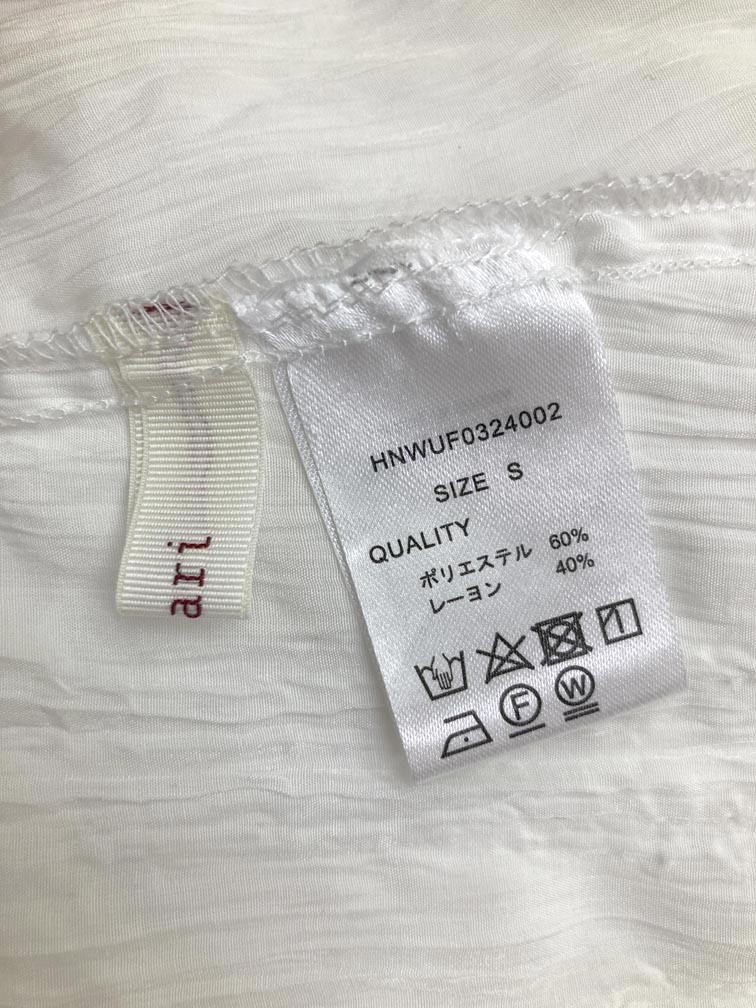 ari
HNWUF0324002
SIZE S
QUALITY
ポリエステル 60%
レーヨン 40%
F W